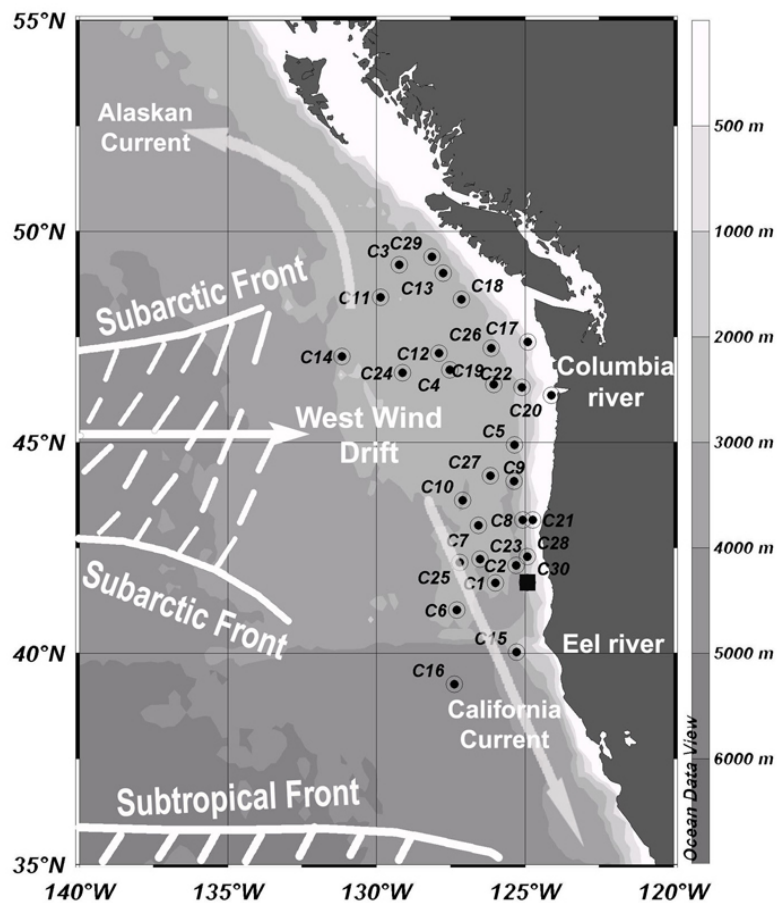 55°N
Alaskan
Current
500 m
50°N
1000 m
C29
C3
C13
C18
C11
Subarctic Front
C26
C17
2000 m
C14
C12
C19
C22
Columbia
river
C24
C4
C20
West Wind
Drift
45°N
C5
3000 m
C27
C9
C10
C8
C21
C7
C23
C28
4000 m
C2
C30
C25
C1
Subarctic Front
C6
C15
Eel river
40°N
5000 m
C16
California
Current
6000 m
Subtropical Front
Ocean Data View
35°N
140°W
135°W
130°W
125°W
120°W